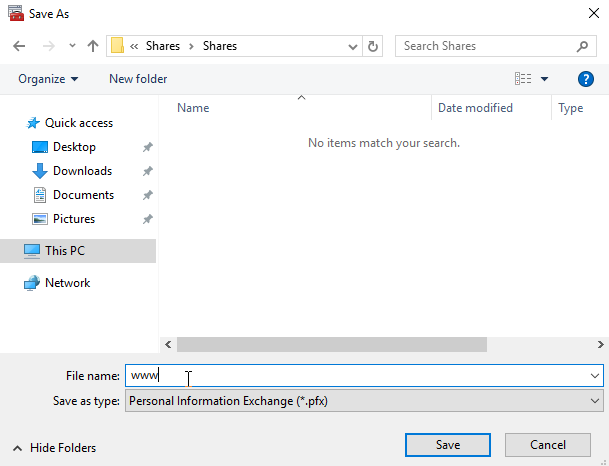 Save As
« Shares › Shares
Search Shares
Organize
New folder
?
Name
Date modified
Type
No items match your search.
Quick access
Desktop
Downloads
Documents
Pictures
This PC
Network
File name:
www
Save as type:
Personal Information Exchange (*.pfx)
Hide Folders
Save
Cancel